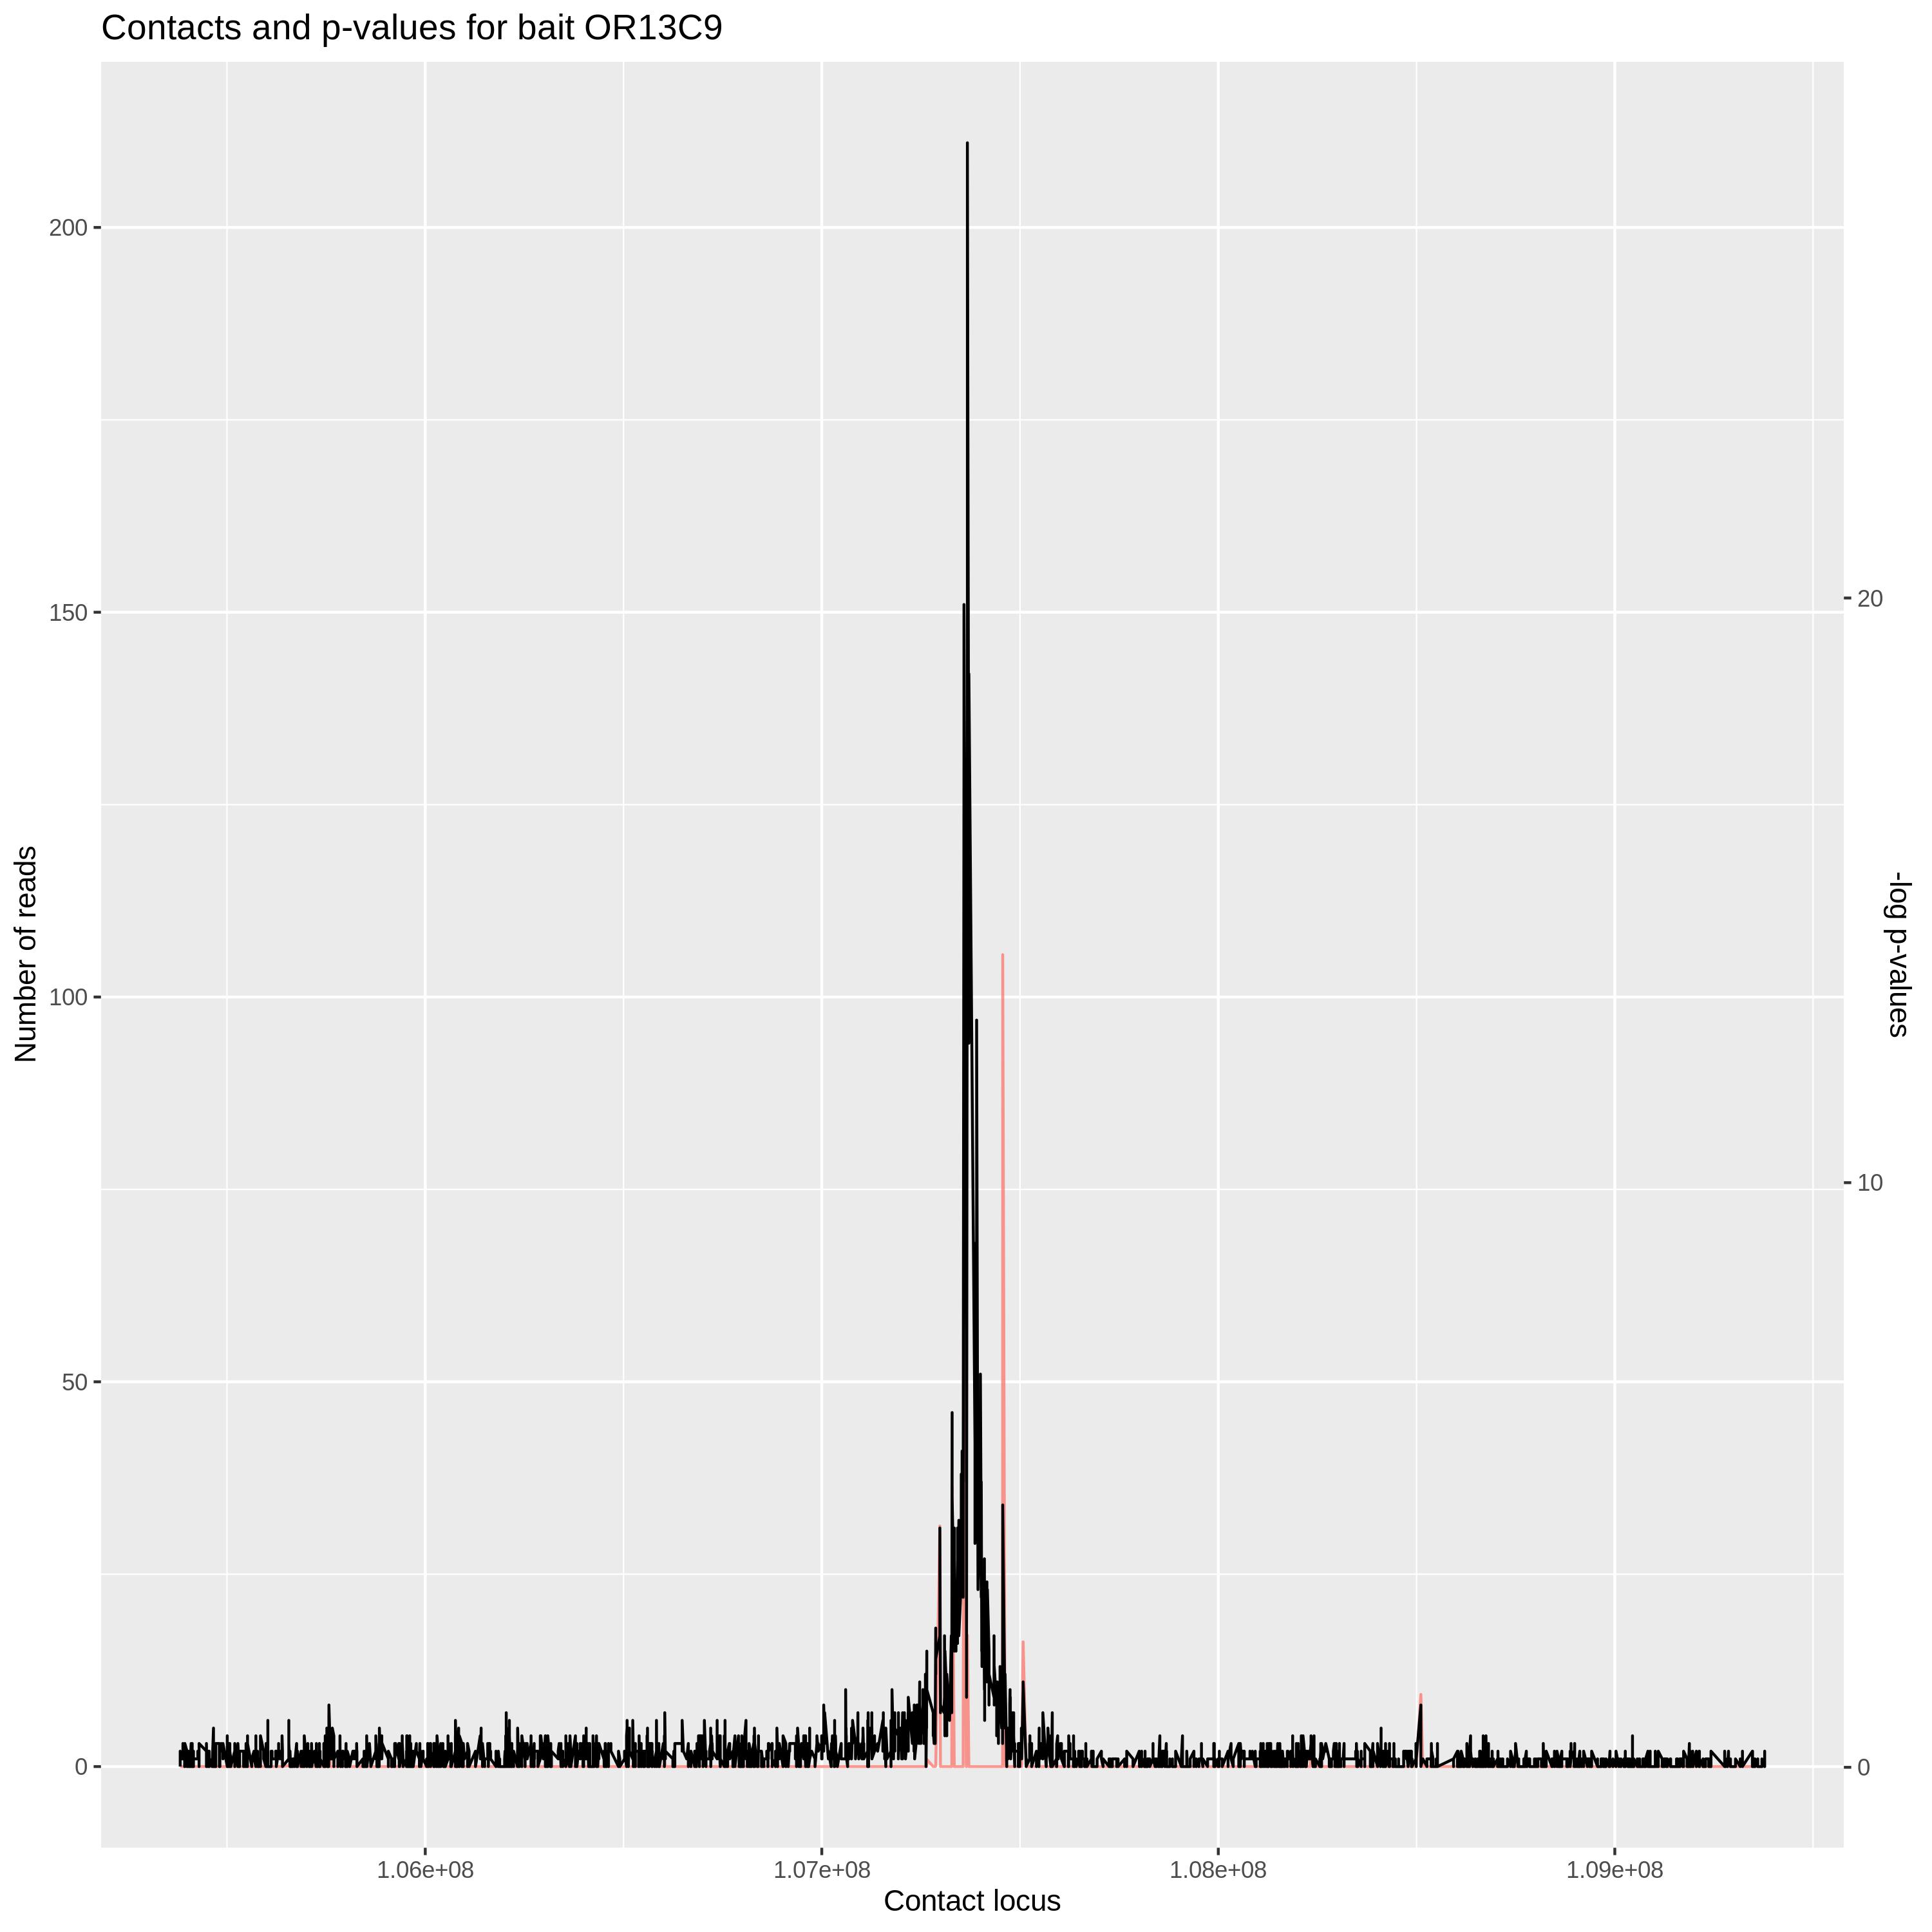 Contacts and p-values for bait OR13C9
200
150
100
50
0
20
10
0
Number of reads
-log p-values
1.06e+08 1.07e+08 1.08e+08 1.09e+08
Contact locus